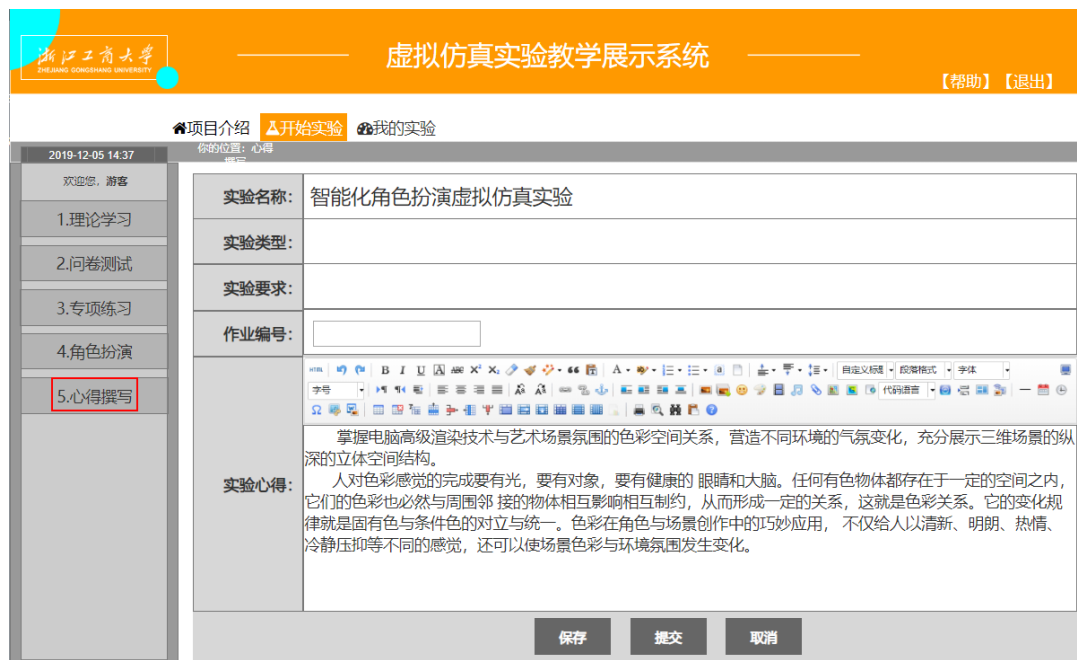 浙江工商大学
ZHEJIANG GONGSHANG UNIVERSITY
虚拟仿真实验教学展示系统
【帮助】【退出】
项目介绍 开始实验 我的实验
2019-12-05 14:37
你的位置：心得
撰写
欢迎您，游客
1.理论学习
2.问卷测试
3.专项练习
4.角色扮演
5.心得撰写
实验名称： 智能化角色扮演虚拟仿真实验
实验类型：
实验要求：
作业编号：
HTML B I U A ABC X² X₂ A
自定义标题 段落格式 字体
字号 代码语言
实验心得：
掌握电脑高级渲染技术与艺术场景氛围的色彩空间关系，营造不同环境的气氛变化，充分展示三维场景的纵
深的立体空间结构。
人对色彩感觉的完成要有光，要有对象，要有健康的 眼睛和大脑。任何有色物体都存在于一定的空间之内，
它们的色彩也必然与周围邻 接的物体相互影响相互制约，从而形成一定的关系，这就是色彩关系。它的变化规
律就是固有色与条件色的对立与统一。色彩在角色与场景创作中的巧妙应用， 不仅给人以清新、明朗、热情、
冷静压抑等不同的感觉，还可以使场景色彩与环境氛围发生变化。
保存 提交 取消